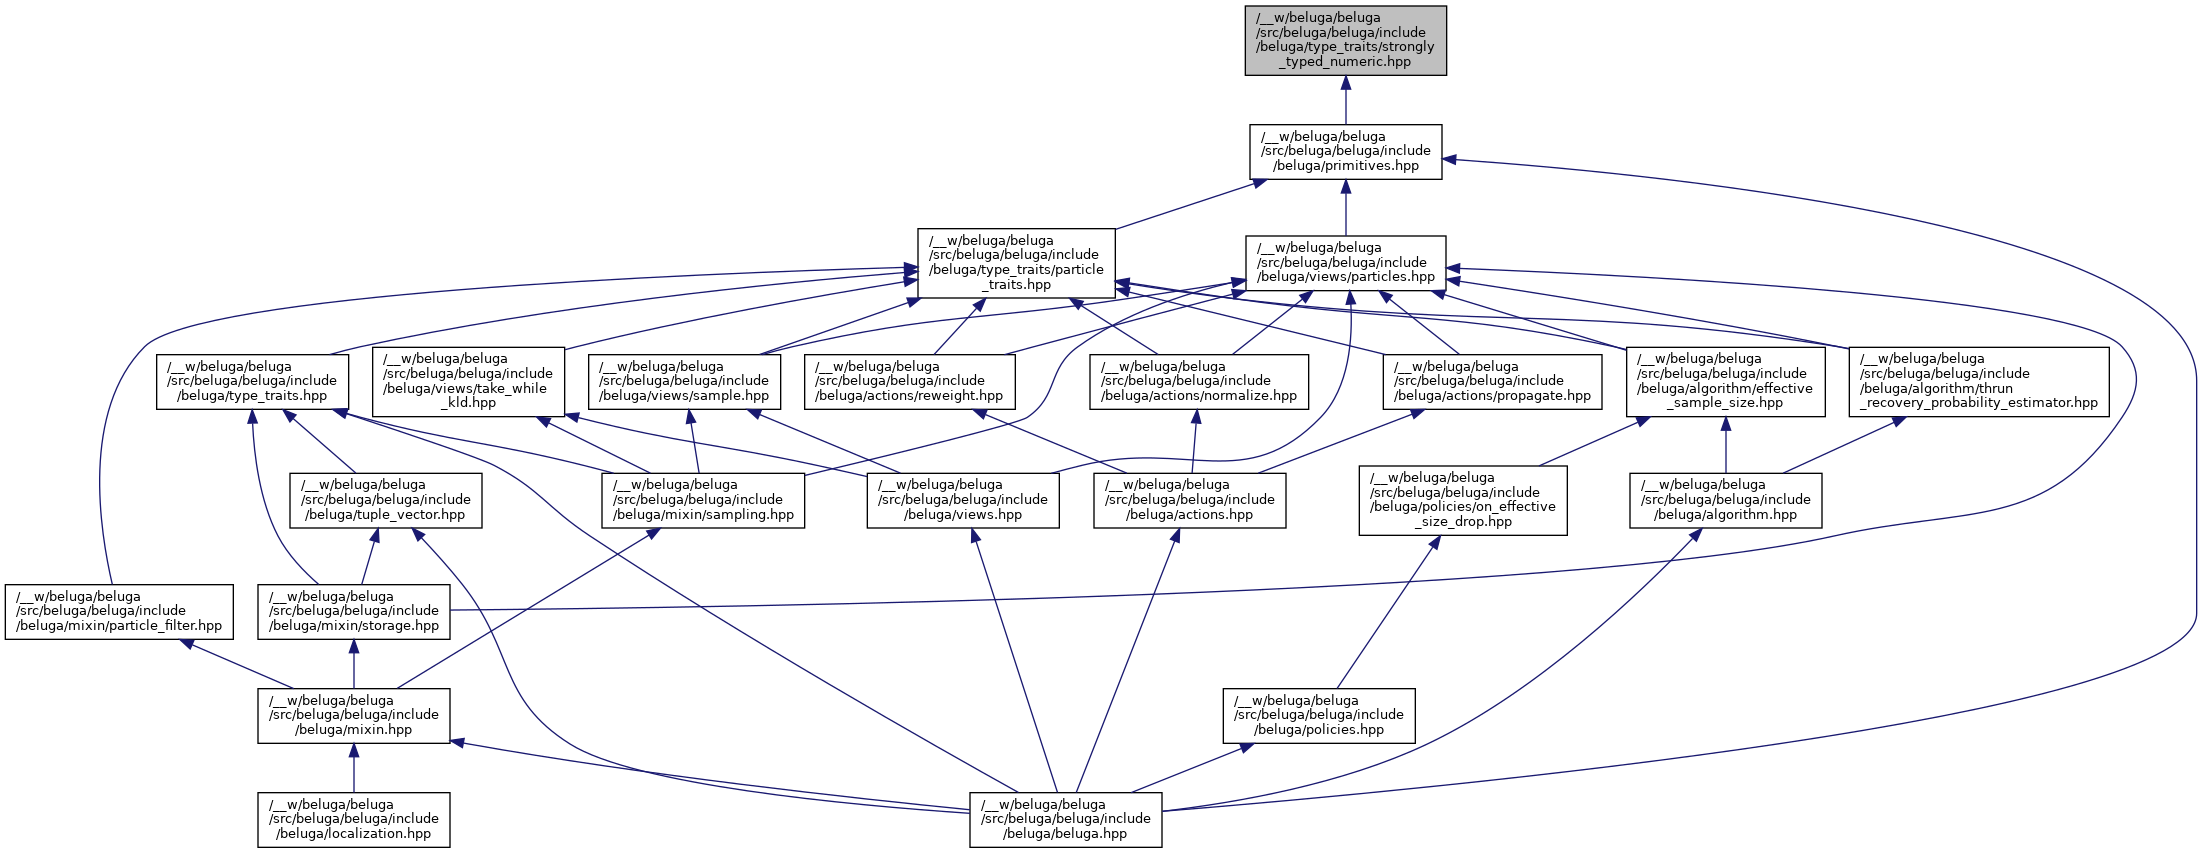 /__w/beluga/beluga
/src/beluga/beluga/include
/beluga/type_traits/strongly
_typed_numeric.hpp
/__w/beluga/beluga
/src/beluga/beluga/include
/beluga/primitives.hpp
/__w/beluga/beluga
/src/beluga/beluga/include
/beluga/type_traits/particle
_traits.hpp
/__w/beluga/beluga
/src/beluga/beluga/include
/beluga/views/particles.hpp
/__w/beluga/beluga
/src/beluga/beluga/include
/beluga/type_traits.hpp
/__w/beluga/beluga
/src/beluga/beluga/include
/beluga/views/take_while
_kld.hpp
/__w/beluga/beluga
/src/beluga/beluga/include
/beluga/views/sample.hpp
/__w/beluga/beluga
/src/beluga/beluga/include
/beluga/actions/reweight.hpp
/__w/beluga/beluga
/src/beluga/beluga/include
/beluga/actions/normalize.hpp
/__w/beluga/beluga
/src/beluga/beluga/include
/beluga/actions/propagate.hpp
/__w/beluga/beluga
/src/beluga/beluga/include
/beluga/algorithm/effective
_sample_size.hpp
/__w/beluga/beluga
/src/beluga/beluga/include
/beluga/algorithm/thrun
_recovery_probability_estimator.hpp
/__w/beluga/beluga
/src/beluga/beluga/include
/beluga/tuple_vector.hpp
/__w/beluga/beluga
/src/beluga/beluga/include
/beluga/mixin/sampling.hpp
/__w/beluga/beluga
/src/beluga/beluga/include
/beluga/views.hpp
/__w/beluga/beluga
/src/beluga/beluga/include
/beluga/actions.hpp
/__w/beluga/beluga
/src/beluga/beluga/include
/beluga/policies/on_effective
_size_drop.hpp
/__w/beluga/beluga
/src/beluga/beluga/include
/beluga/algorithm.hpp
/__w/beluga/beluga
/src/beluga/beluga/include
/beluga/mixin/particle_filter.hpp
/__w/beluga/beluga
/src/beluga/beluga/include
/beluga/mixin/storage.hpp
/__w/beluga/beluga
/src/beluga/beluga/include
/beluga/mixin.hpp
/__w/beluga/beluga
/src/beluga/beluga/include
/beluga/policies.hpp
/__w/beluga/beluga
/src/beluga/beluga/include
/beluga/localization.hpp
/__w/beluga/beluga
/src/beluga/beluga/include
/beluga/beluga.hpp